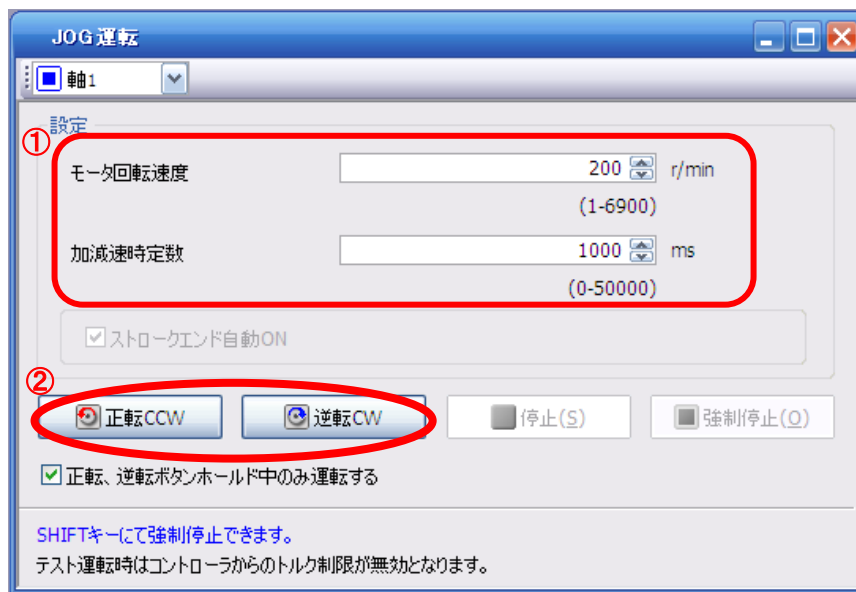 JOG運転
軸1
設定
①
モータ回転速度 200 r/min
(1-6900)
加減速時定数 1000 ms
(0-50000)
ストロークエンド自動ON
②
正転CCW 逆転CW 停止(S) 強制停止(O)
正転、逆転ボタンホールド中のみ運転する
SHIFTキーにて強制停止できます。
テスト運転時はコントローラからのトルク制限が無効となります。